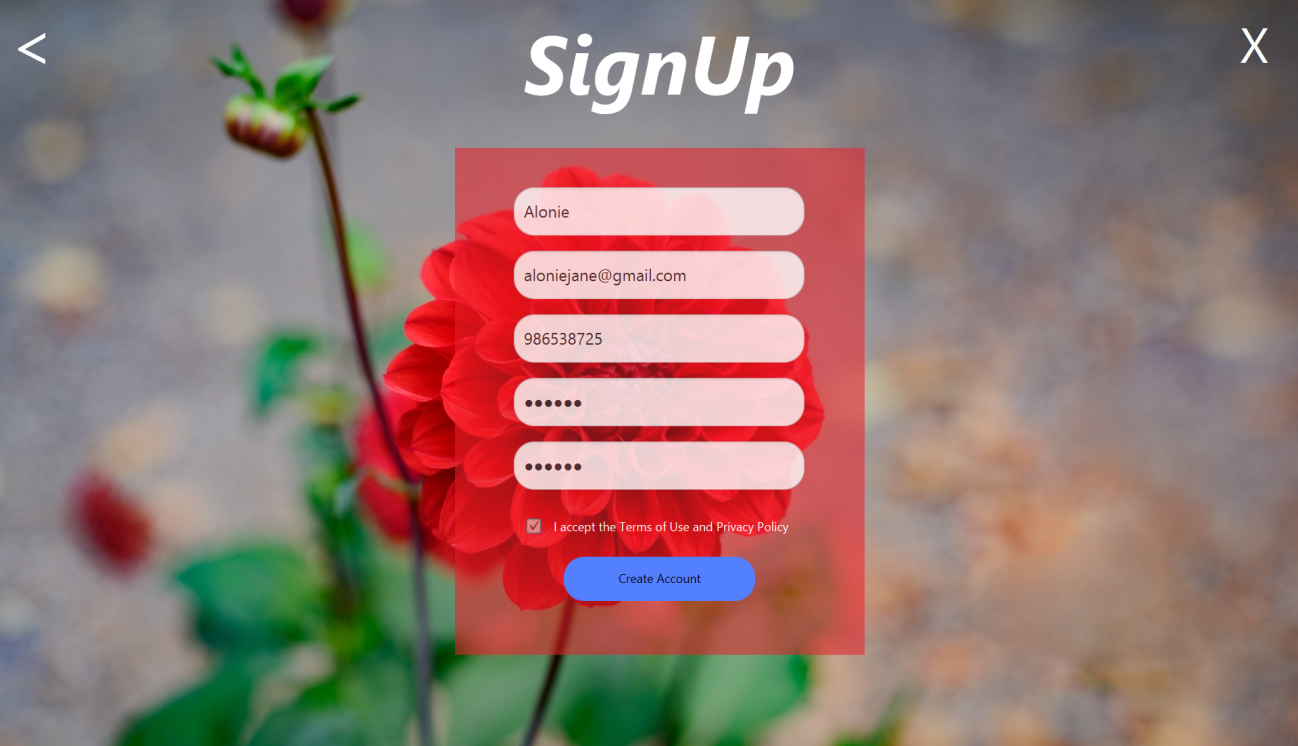 <
SignUp
X
Alonie
aloniejane@gmail.com
986538725
●●●●●●
●●●●●●
I accept the Terms of Use and Privacy Policy
Create Account